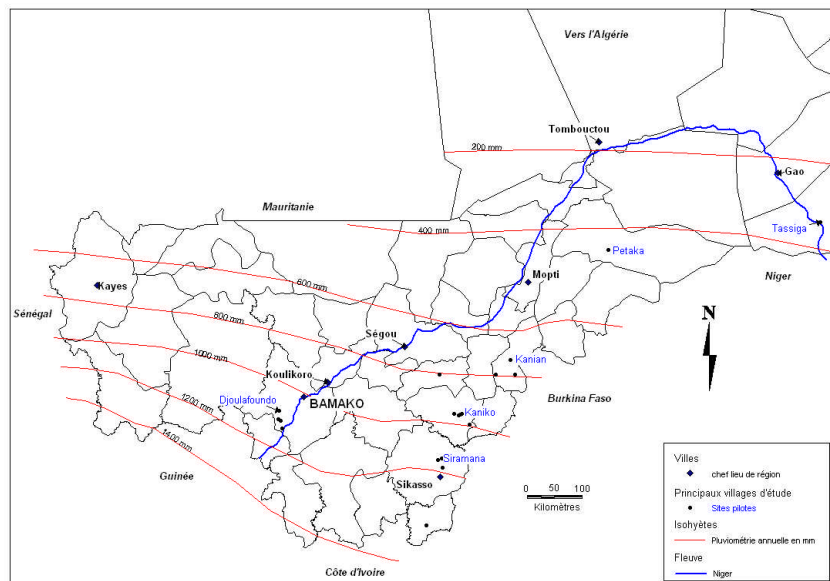 Vers l'Algérie
Tombouctou
200 mm
Gao
Mauritanie
400 mm
Tassiga
Petaka
Niger
600 mm
Mopti
Kayes
Sénégal
800 mm
Ségou
N
1000 mm
Kanian
Koulikoro
BAMAKO
Burkina Faso
Djoulafoundo
1200 mm
Kaniko
1400 mm
Siramana
Guinée
Sikasso
50 0 50 100
Kilomètres
Côte d'Ivoire
Villes
chef lieu de région
Principaux villages d'étude
Sites pilotes
Isohyètes
Pluviométrie annuelle en mm
Fleuve
Niger